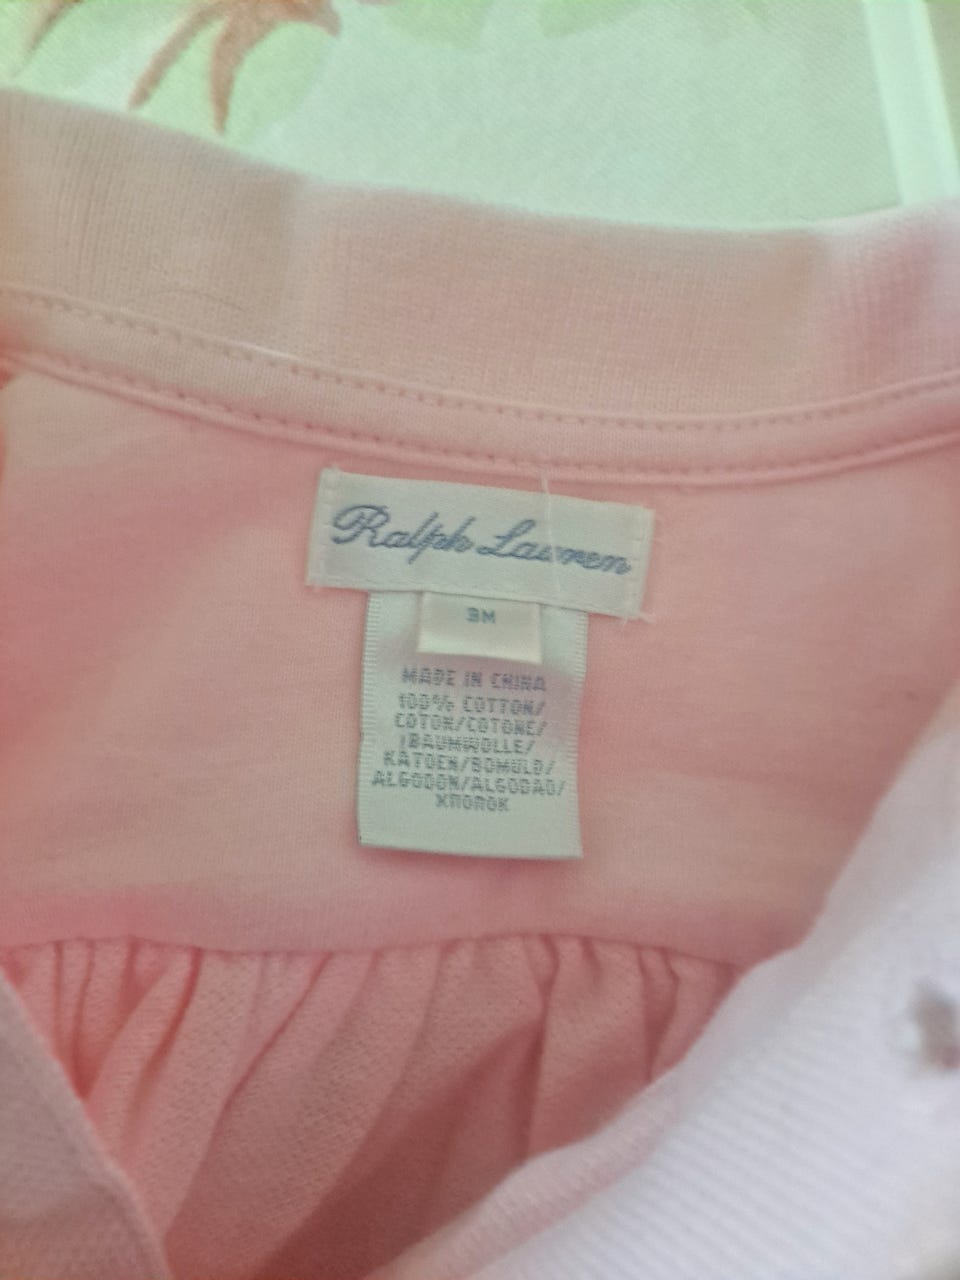 Ralph Lauren
3M
MADE IN CHINA
100% COTTON/
COTON/COTONE/
BAUMWOLLE/
KATOEN/BOMULD/
ALGODON/ALGODAO/
ХЛОПОК